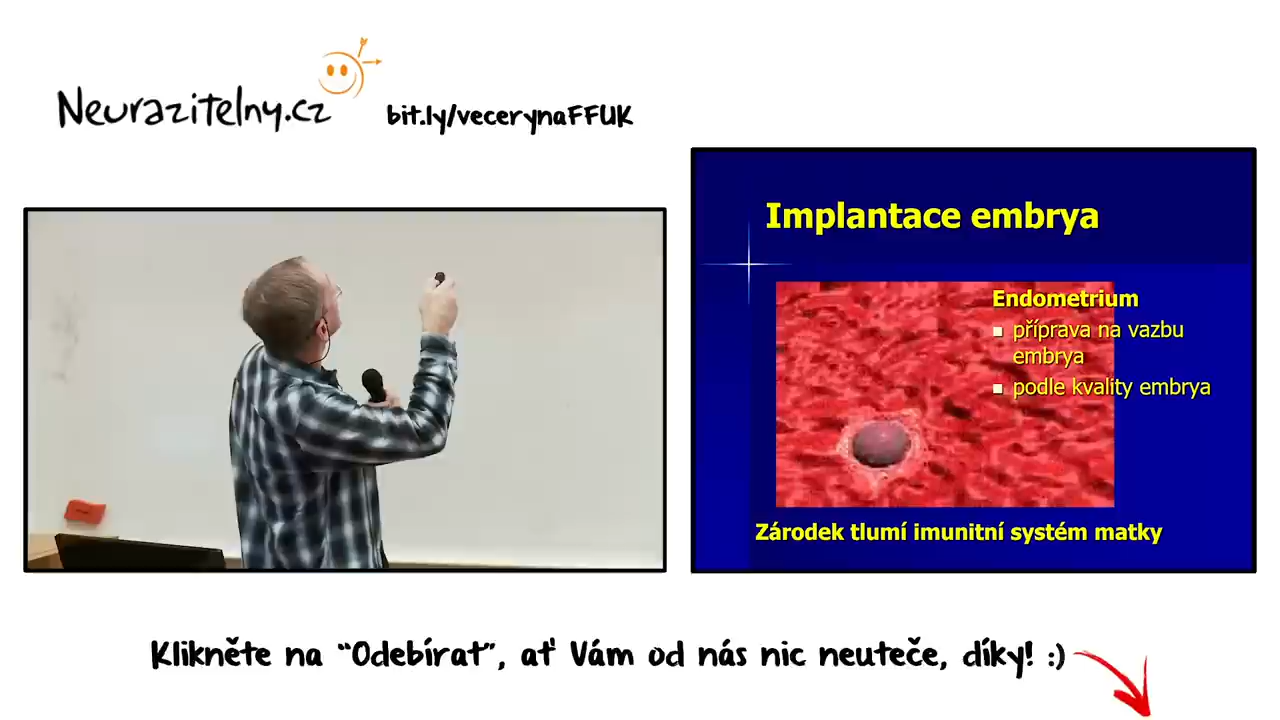 Neurazitelny.cz
bit.ly/vecerynaFFUK
Implantace embrya
Endometrium
příprava na vazbu
embrya
podle kvality embrya
Zárodek tlumí imunitní systém matky
Klikněte na “Odebírat”, ať Vám od nás nic neuteče, díky! :)